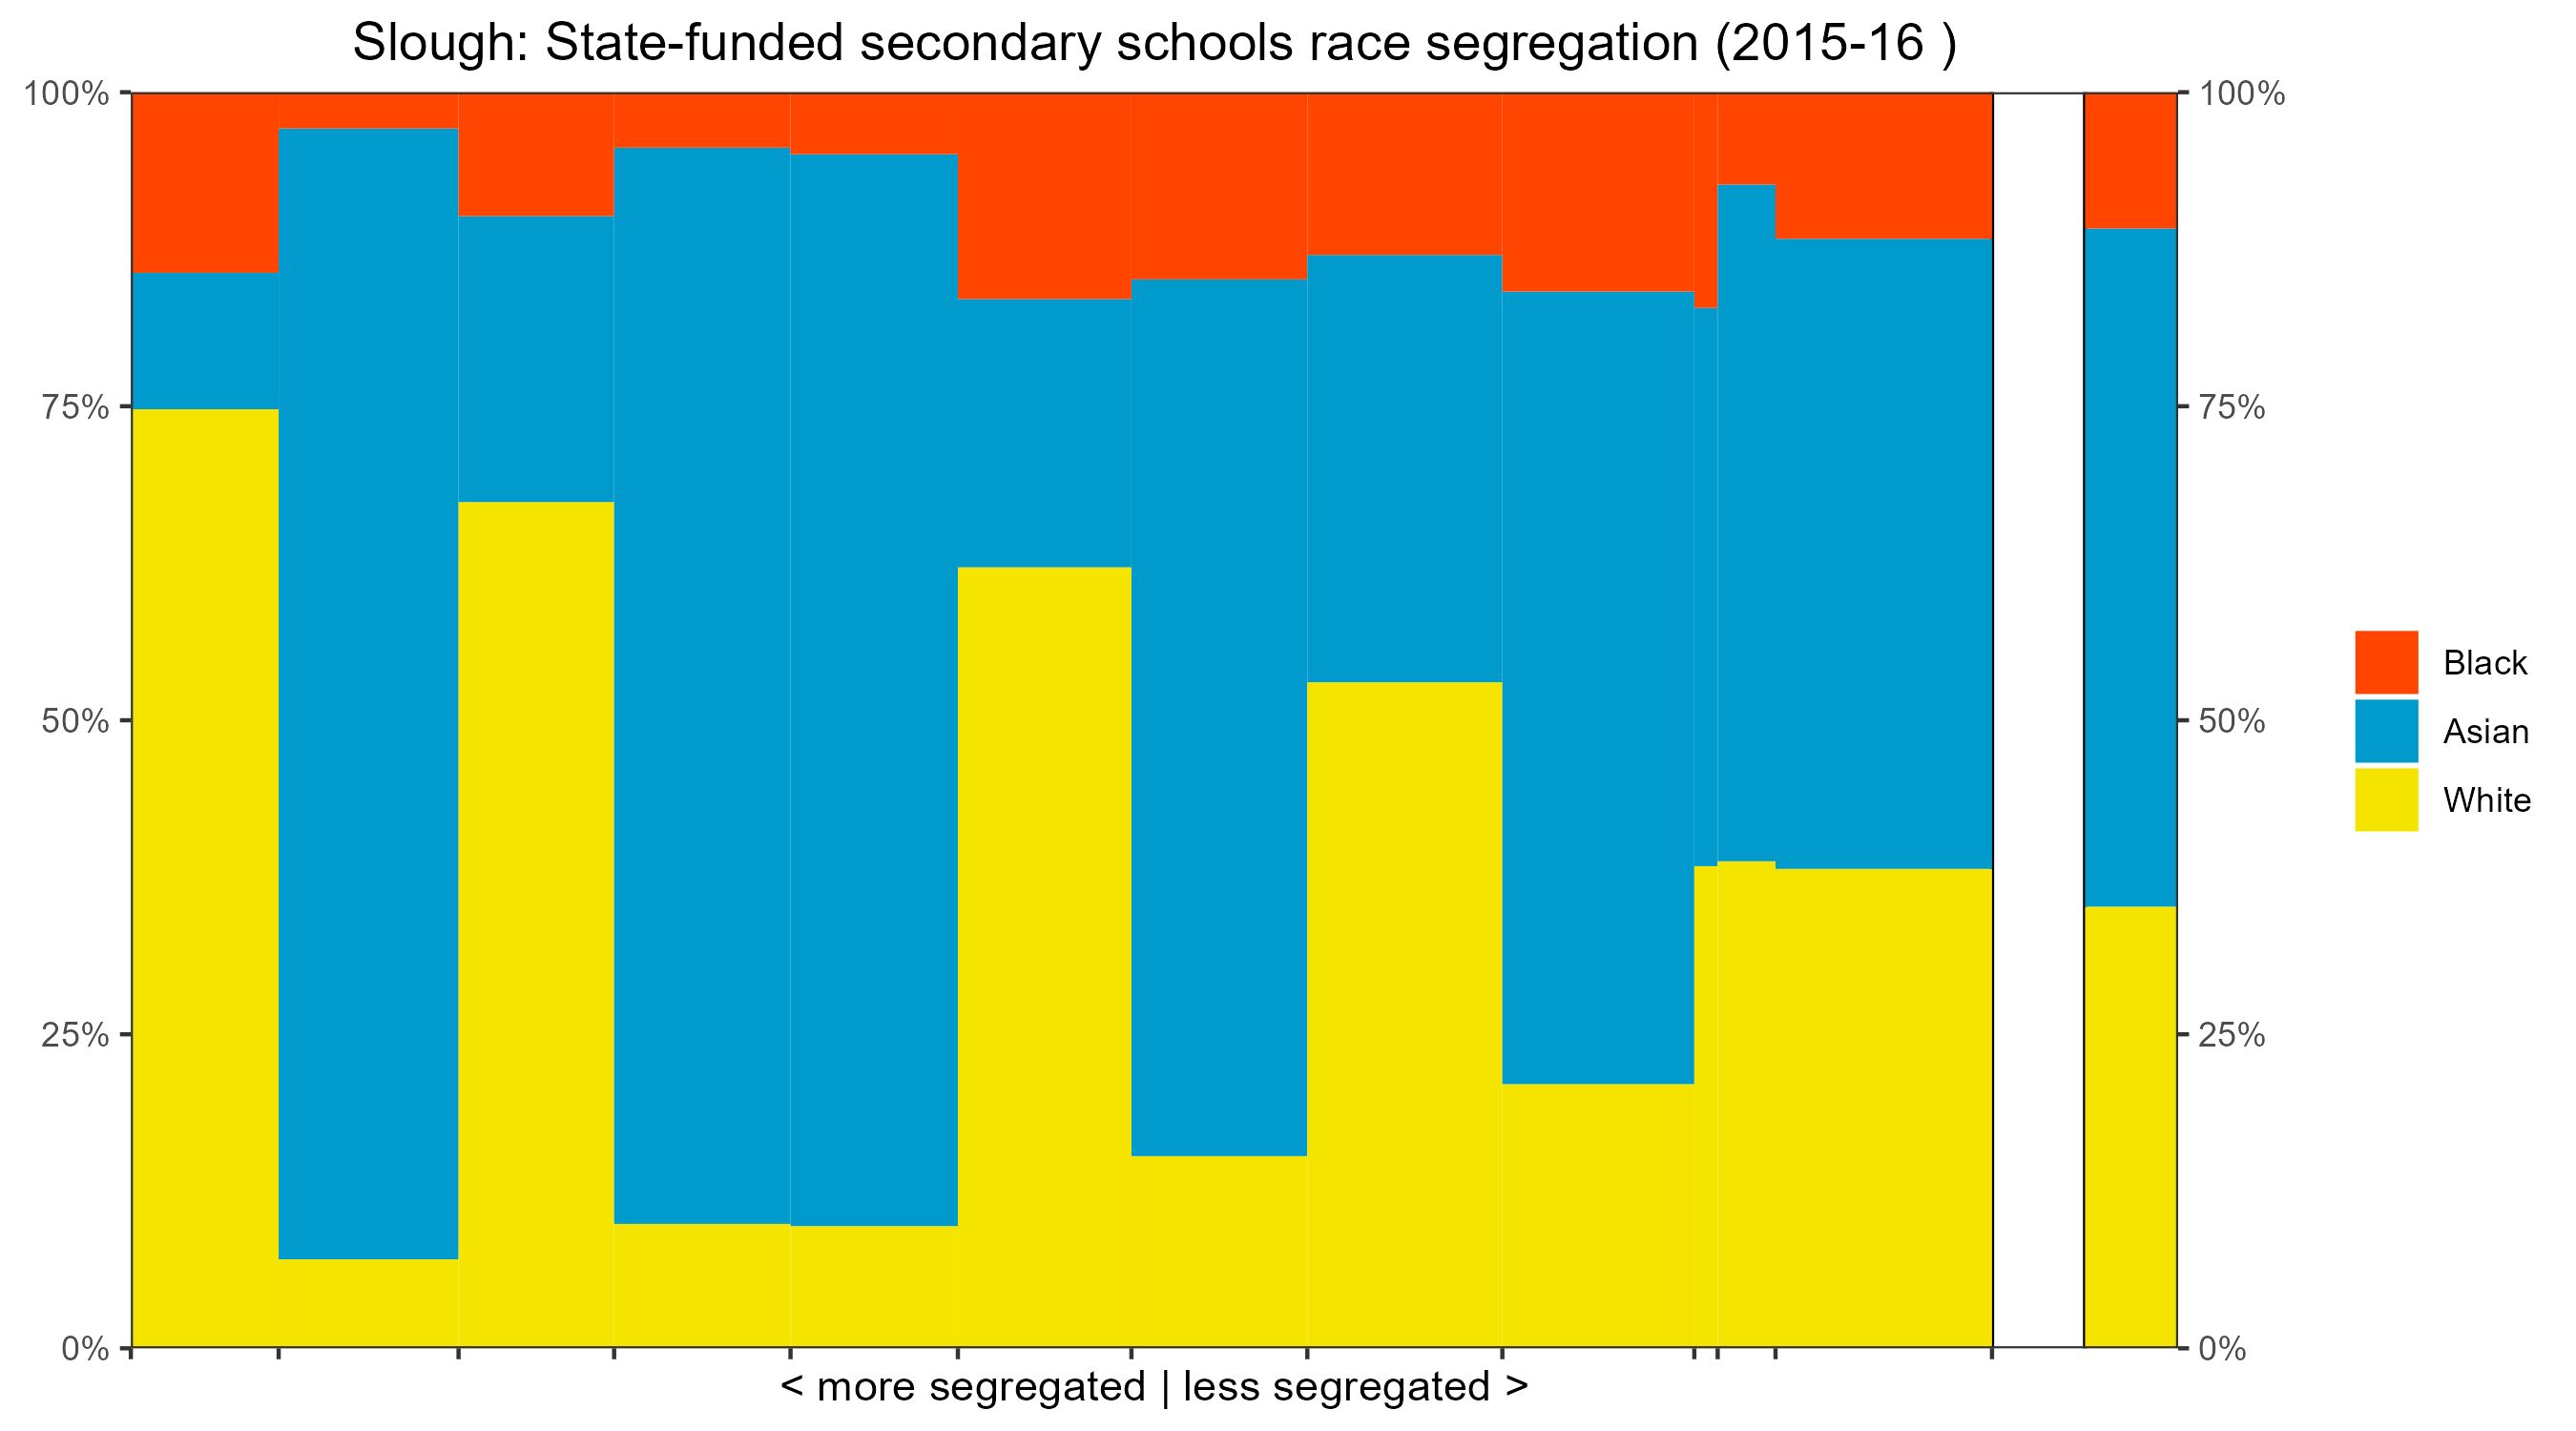 Slough: State-funded secondary schools race segregation (2015-16 )
100%
75%
50%
25%
0%
100%
75%
50%
25%
0%
Black
Asian
White
< more segregated | less segregated >